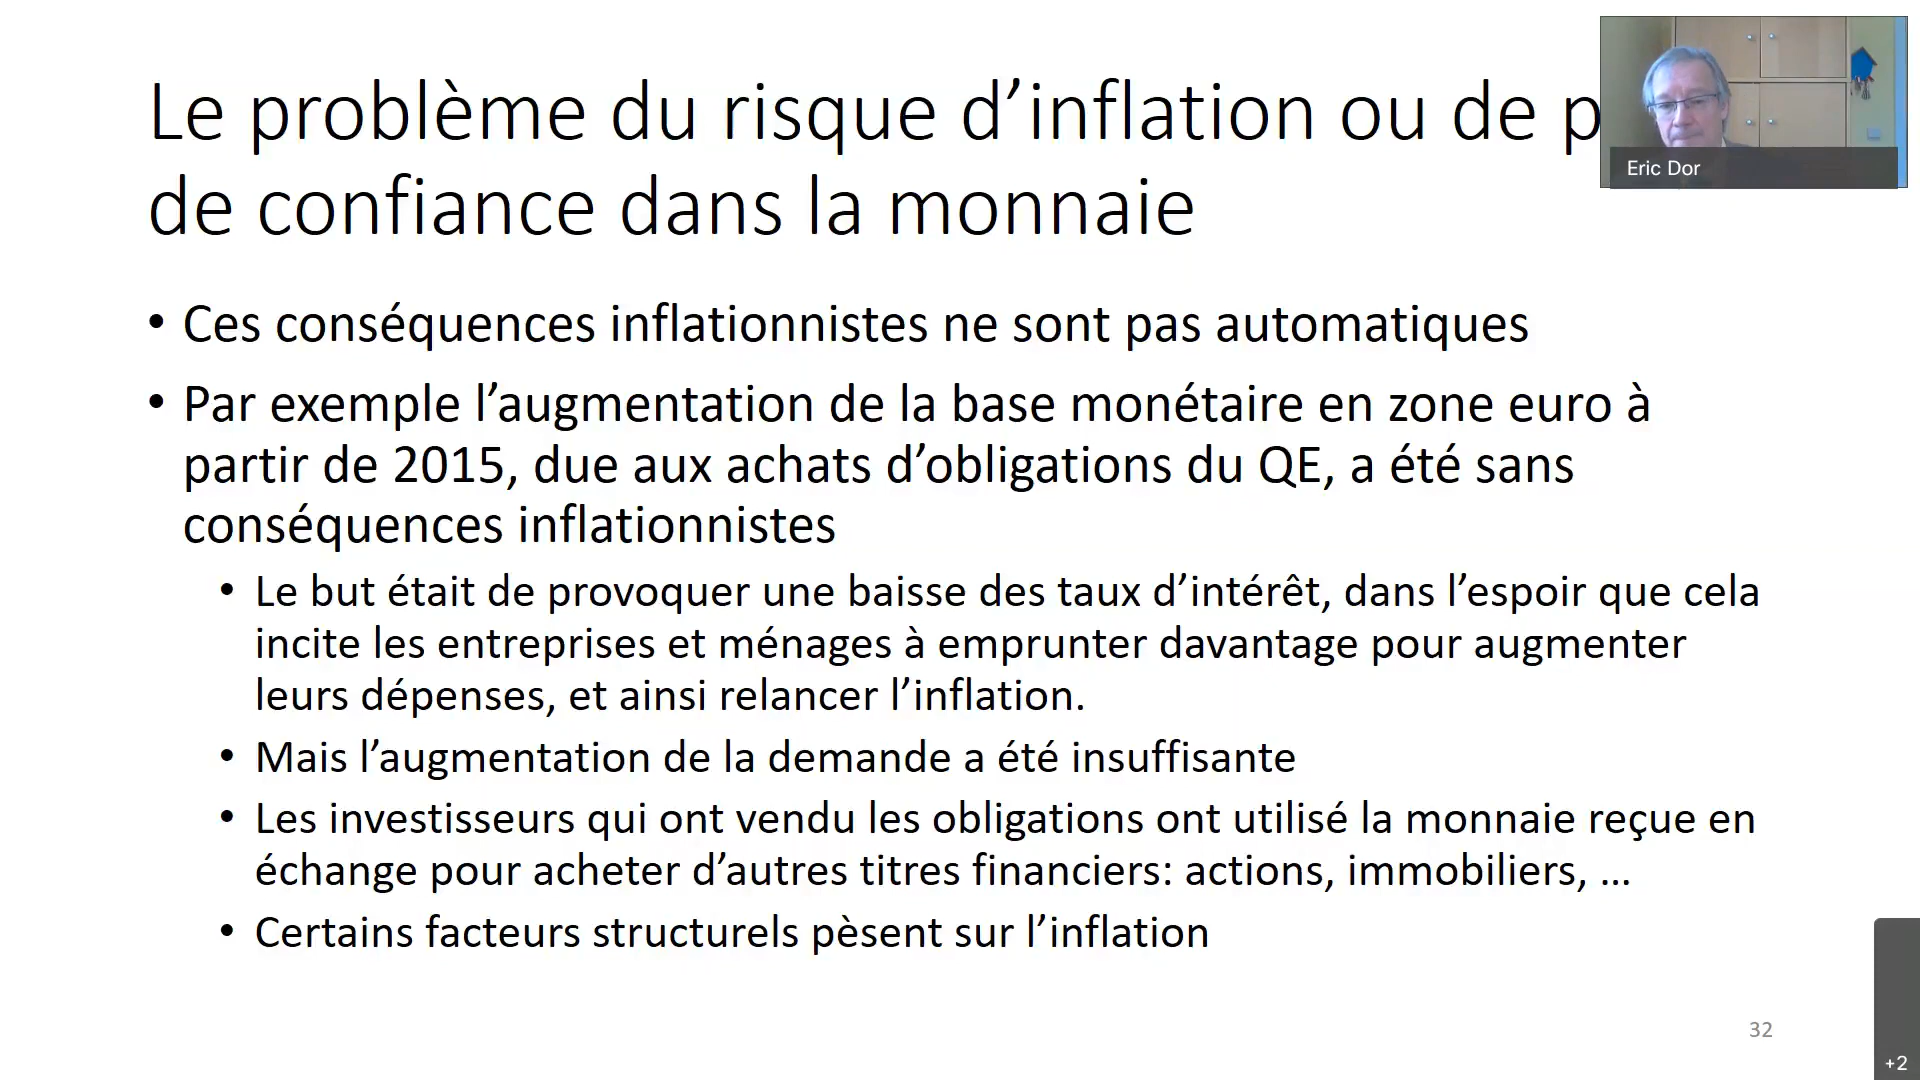 Le problème du risque d’inflation ou de p
de confiance dans la monnaie
Eric Dor
• Ces conséquences inflationnistes ne sont pas automatiques
• Par exemple l’augmentation de la base monétaire en zone euro à
partir de 2015, due aux achats d’obligations du QE, a été sans
conséquences inflationnistes
• Le but était de provoquer une baisse des taux d’intérêt, dans l’espoir que cela
incite les entreprises et ménages à emprunter davantage pour augmenter
leurs dépenses, et ainsi relancer l’inflation.
• Mais l’augmentation de la demande a été insuffisante
• Les investisseurs qui ont vendu les obligations ont utilisé la monnaie reçue en
échange pour acheter d’autres titres financiers: actions, immobiliers, …
• Certains facteurs structurels pèsent sur l’inflation
32
+2